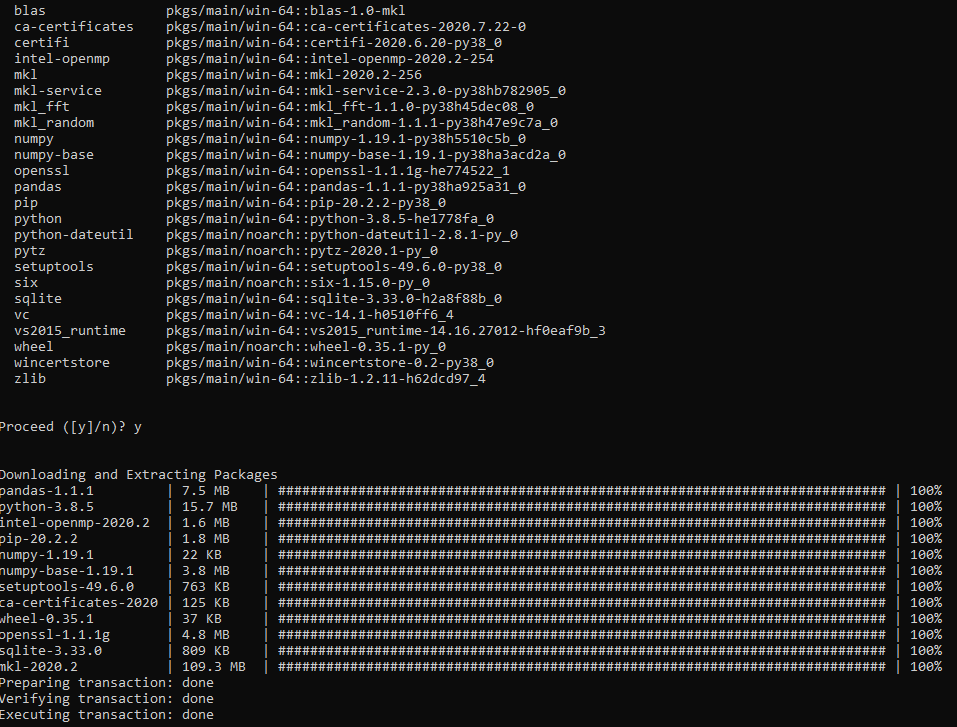 blas pkgs/main/win-64::blas-1.0-mkl
ca-certificates pkgs/main/win-64::ca-certificates-2020.7.22-0
certifi pkgs/main/win-64::certifi-2020.6.20-py38_0
intel-openmp pkgs/main/win-64::intel-openmp-2020.2-254
mkl pkgs/main/win-64::mkl-2020.2-256
mkl-service pkgs/main/win-64::mkl-service-2.3.0-py38hb782905_0
mkl_fft pkgs/main/win-64::mkl_fft-1.1.0-py38h45dec08_0
mkl_random pkgs/main/win-64::mkl_random-1.1.1-py38h47e9c7a_0
numpy pkgs/main/win-64::numpy-1.19.1-py38h5510c5b_0
numpy-base pkgs/main/win-64::numpy-base-1.19.1-py38ha3acd2a_0
openssl pkgs/main/win-64::openssl-1.1.1g-he774522_1
pandas pkgs/main/win-64::pandas-1.1.1-py38ha925a31_0
pip pkgs/main/win-64::pip-20.2.2-py38_0
python pkgs/main/win-64::python-3.8.5-he1778fa_0
python-dateutil pkgs/main/noarch::python-dateutil-2.8.1-py_0
pytz pkgs/main/noarch::pytz-2020.1-py_0
setuptools pkgs/main/win-64::setuptools-49.6.0-py38_0
six pkgs/main/noarch::six-1.15.0-py_0
sqlite pkgs/main/win-64::sqlite-3.33.0-h2a8f88b_0
vc pkgs/main/win-64::vc-14.1-h0510ff6_4
vs2015_runtime pkgs/main/win-64::vs2015_runtime-14.16.27012-hf0eaf9b_3
wheel pkgs/main/noarch::wheel-0.35.1-py_0
wincertstore pkgs/main/win-64::wincertstore-0.2-py38_0
zlib pkgs/main/win-64::zlib-1.2.11-h62dcd97_4
Proceed ([y]/n)? y
Downloading and Extracting Packages
pandas-1.1.1 | 7.5 MB | ############################################################################ | 100%
python-3.8.5 | 15.7 MB | ############################################################################ | 100%
intel-openmp-2020.2 | 1.6 MB | ############################################################################ | 100%
pip-20.2.2 | 1.8 MB | ############################################################################ | 100%
numpy-1.19.1 | 22 KB | ############################################################################ | 100%
numpy-base-1.19.1 | 3.8 MB | ############################################################################ | 100%
setuptools-49.6.0 | 763 KB | ############################################################################ | 100%
ca-certificates-2020 | 125 KB | ############################################################################ | 100%
wheel-0.35.1 | 37 KB | ############################################################################ | 100%
openssl-1.1.1g | 4.8 MB | ############################################################################ | 100%
sqlite-3.33.0 | 809 KB | ############################################################################ | 100%
mkl-2020.2 | 109.3 MB | ############################################################################ | 100%
Preparing transaction: done
Verifying transaction: done
Executing transaction: done